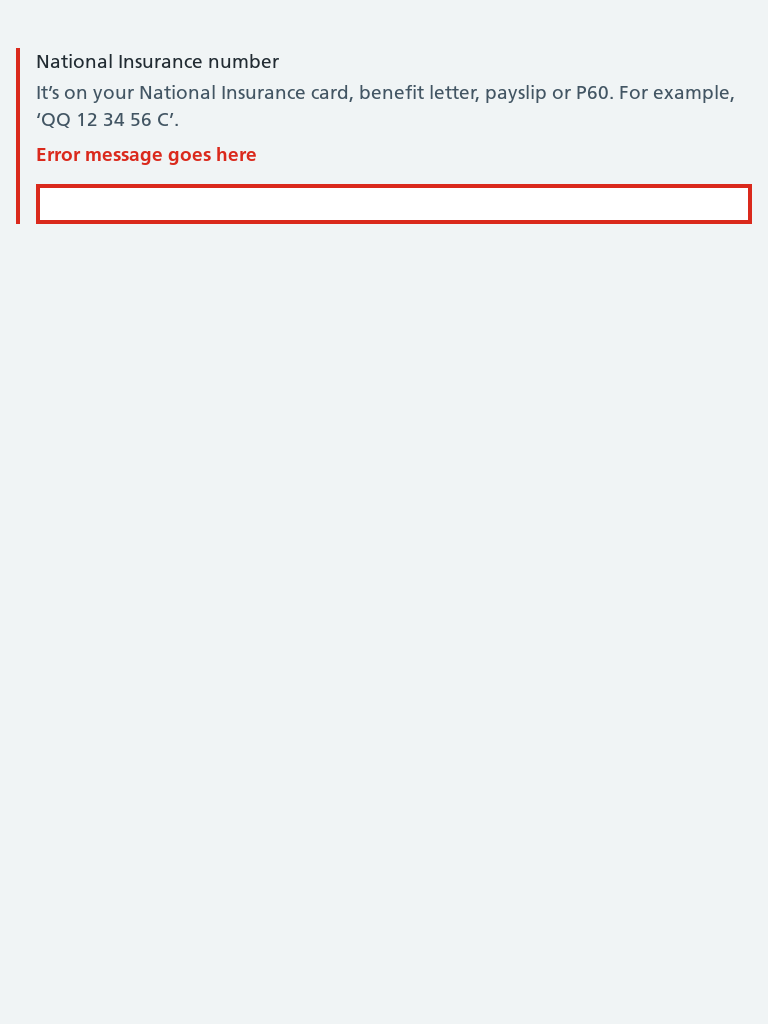 National Insurance number
It’s on your National Insurance card, benefit letter, payslip or P60. For example,
‘QQ 12 34 56 C’.
Error message goes here